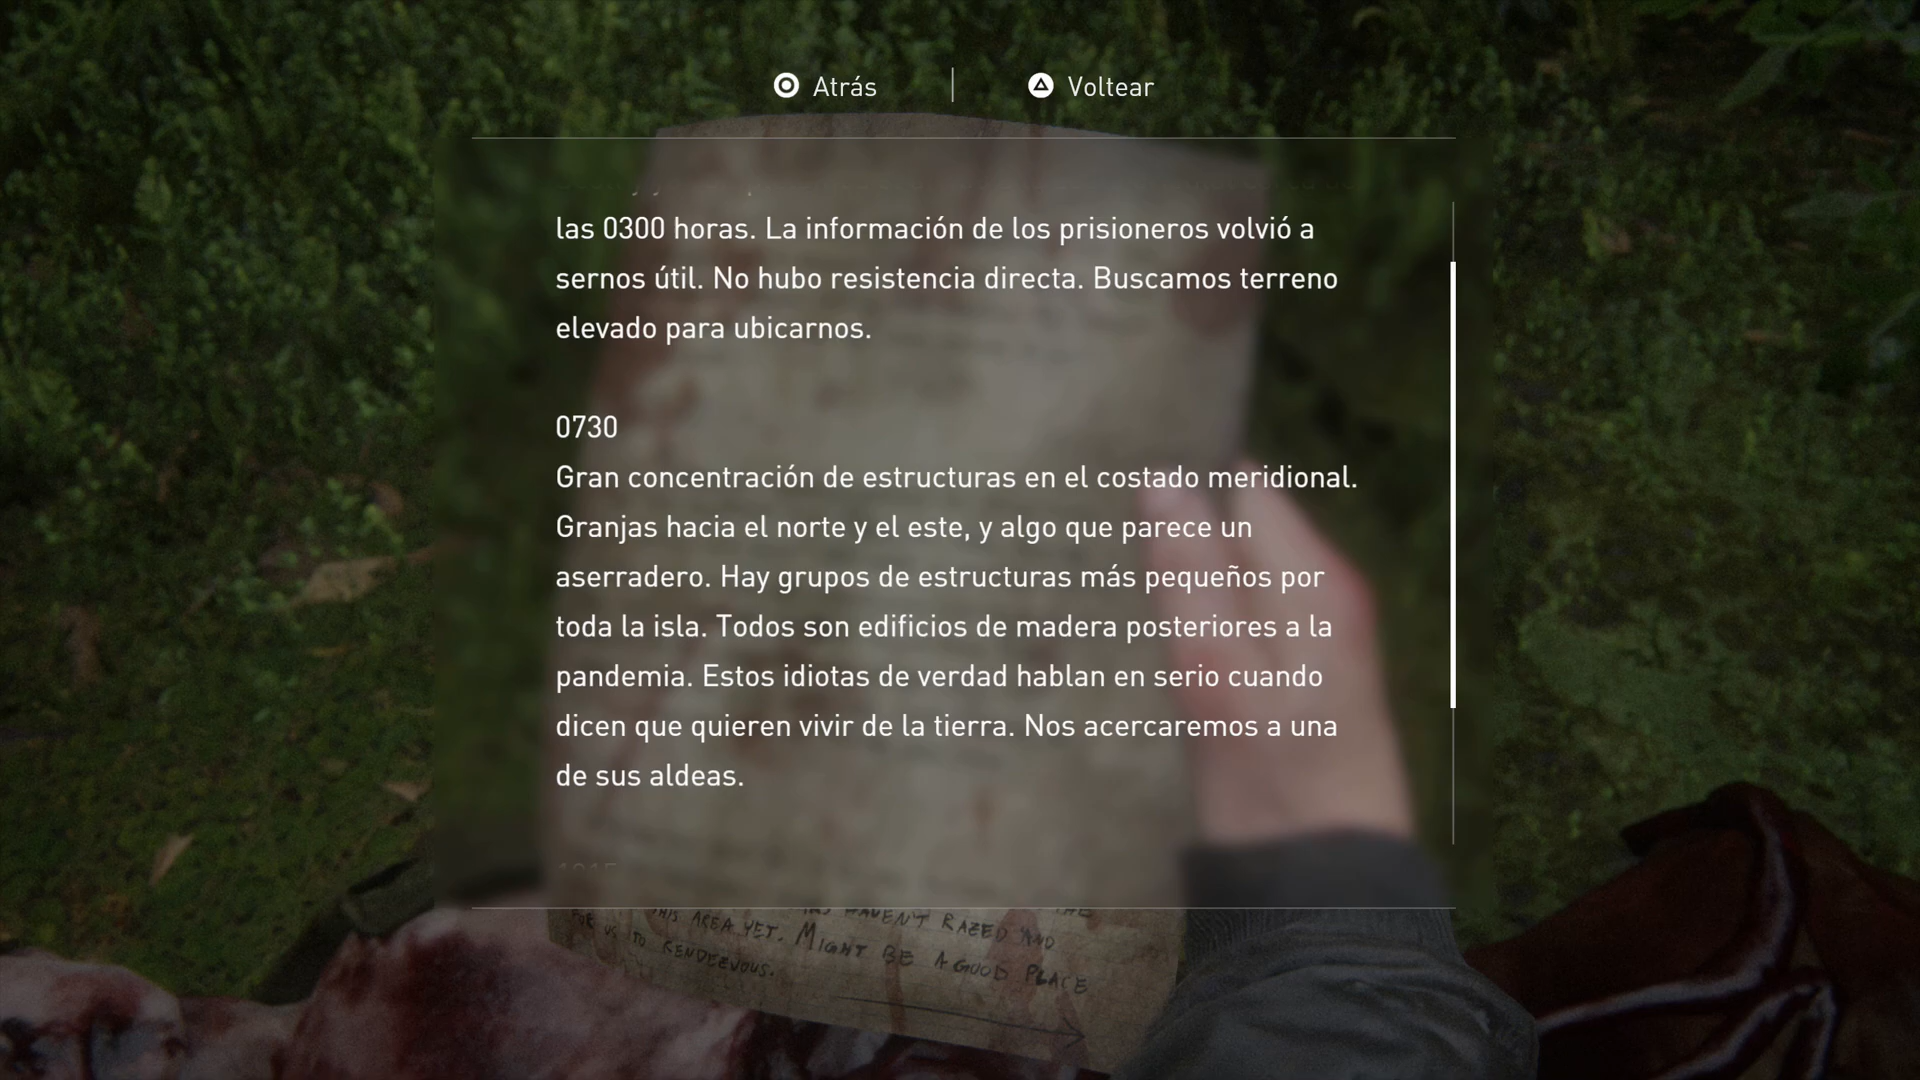 Atrás
Voltear
las 0300 horas. La información de los prisioneros volvió a
sernos útil. No hubo resistencia directa. Buscamos terreno
elevado para ubicarnos.
0730
Gran concentración de estructuras en el costado meridional.
Granjas hacia el norte y el este, y algo que parece un
aserradero. Hay grupos de estructuras más pequeños por
toda la isla. Todos son edificios de madera posteriores a la
pandemia. Estos idiotas de verdad hablan en serio cuando
dicen que quieren vivir de la tierra. Nos acercaremos a una
de sus aldeas.
HAVEN'T RAZED AND
THIS AREA YET. MIGHT BE A GOOD PLACE
FOR US TO RENDEZVOUS.